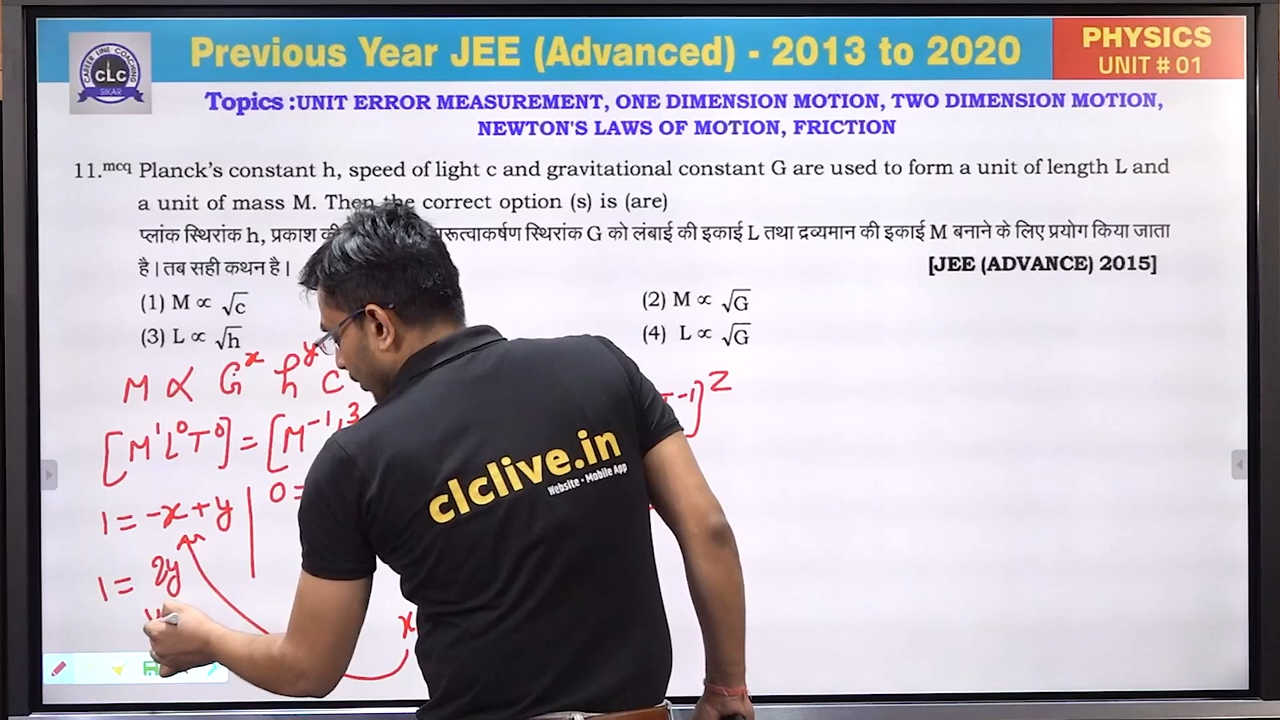 Previous Year JEE (Advanced) - 2013 to 2020
PHYSICS
UNIT # 01
CAREER LINE COACHING
CLC
SIKAR
Topics :UNIT ERROR MEASUREMENT, ONE DIMENSION MOTION, TWO DIMENSION MOTION,
NEWTON'S LAWS OF MOTION, FRICTION
11.mcq Planck's constant h, speed of light c and gravitational constant G are used to form a unit of length L and
a unit of mass M. Then the correct option (s) is (are)
प्लांक स्थिरांक h, प्रकाश की गुरूत्वाकर्षण स्थिरांक G को लंबाई की इकाई L तथा द्रव्यमान की इकाई M बनाने के लिए प्रयोग किया जाता
है। तब सही कथन है।
[JEE (ADVANCE) 2015]
(1) M ∝ √c
(2) M ∝ √G
(3) L ∝ √h
(4) L ∝ √G
M ∝ G^x h^y c
[M¹L⁰T⁰] = [M⁻¹L³ T⁻¹]^z
1 = -x+y
0 =
1 = 2y
x
clclive.in
Website - Mobile App